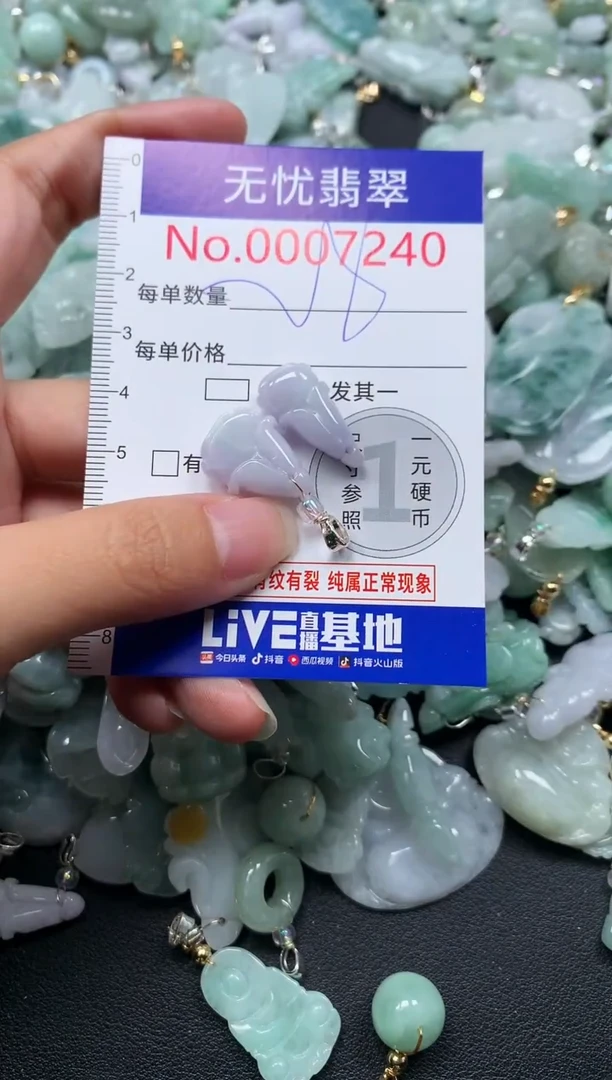 无忧翡翠
No.0007240
每单数量
每单价格
发其一
有
一元硬币
参照
1
有纹有裂 纯属正常现象
LiVE直播基地
今日头条 抖音 西瓜视频 抖音火山版
0
1
2
3
4
5
8